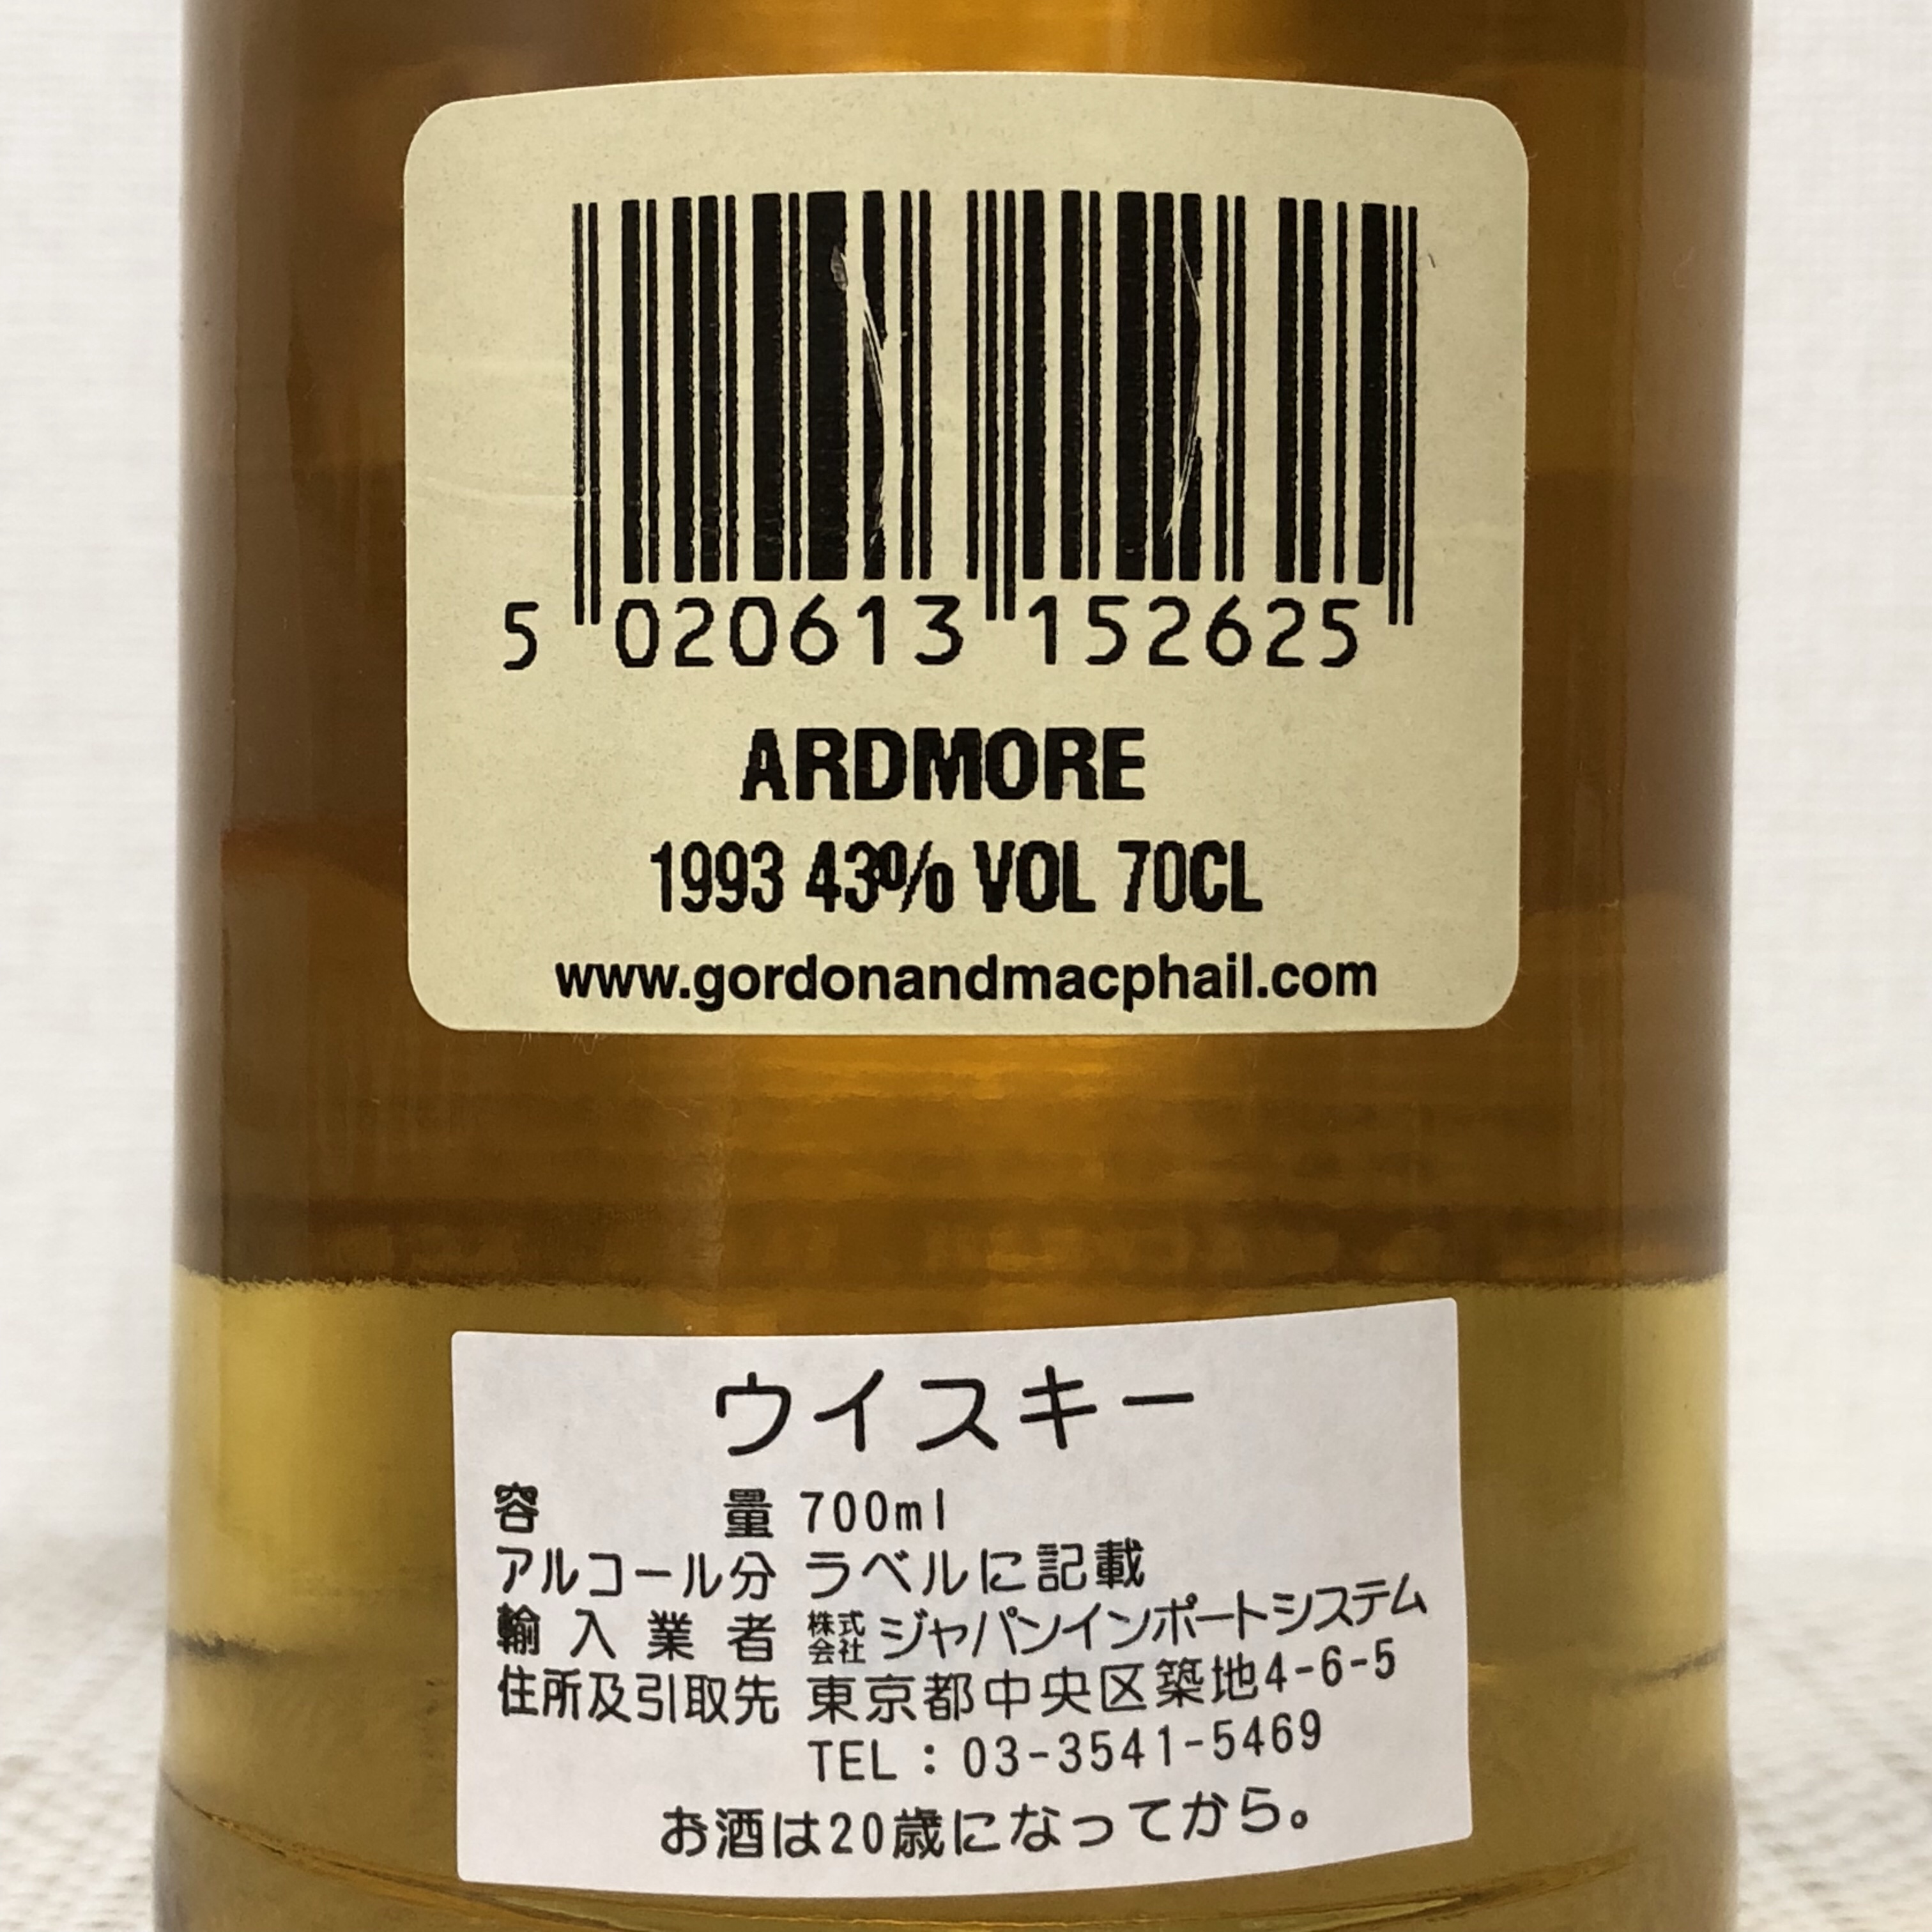 5 020613 152625
ARDMORE
1993 43% VOL 70CL
www.gordonandmacphail.com
ウイスキー
容量 700ml
アルコール分 ラベルに記載
輸入業者 株式会社ジャパンインポートシステム
住所及引取先 東京都中央区築地4-6-5
TEL：03-3541-5469
お酒は20歳になってから。